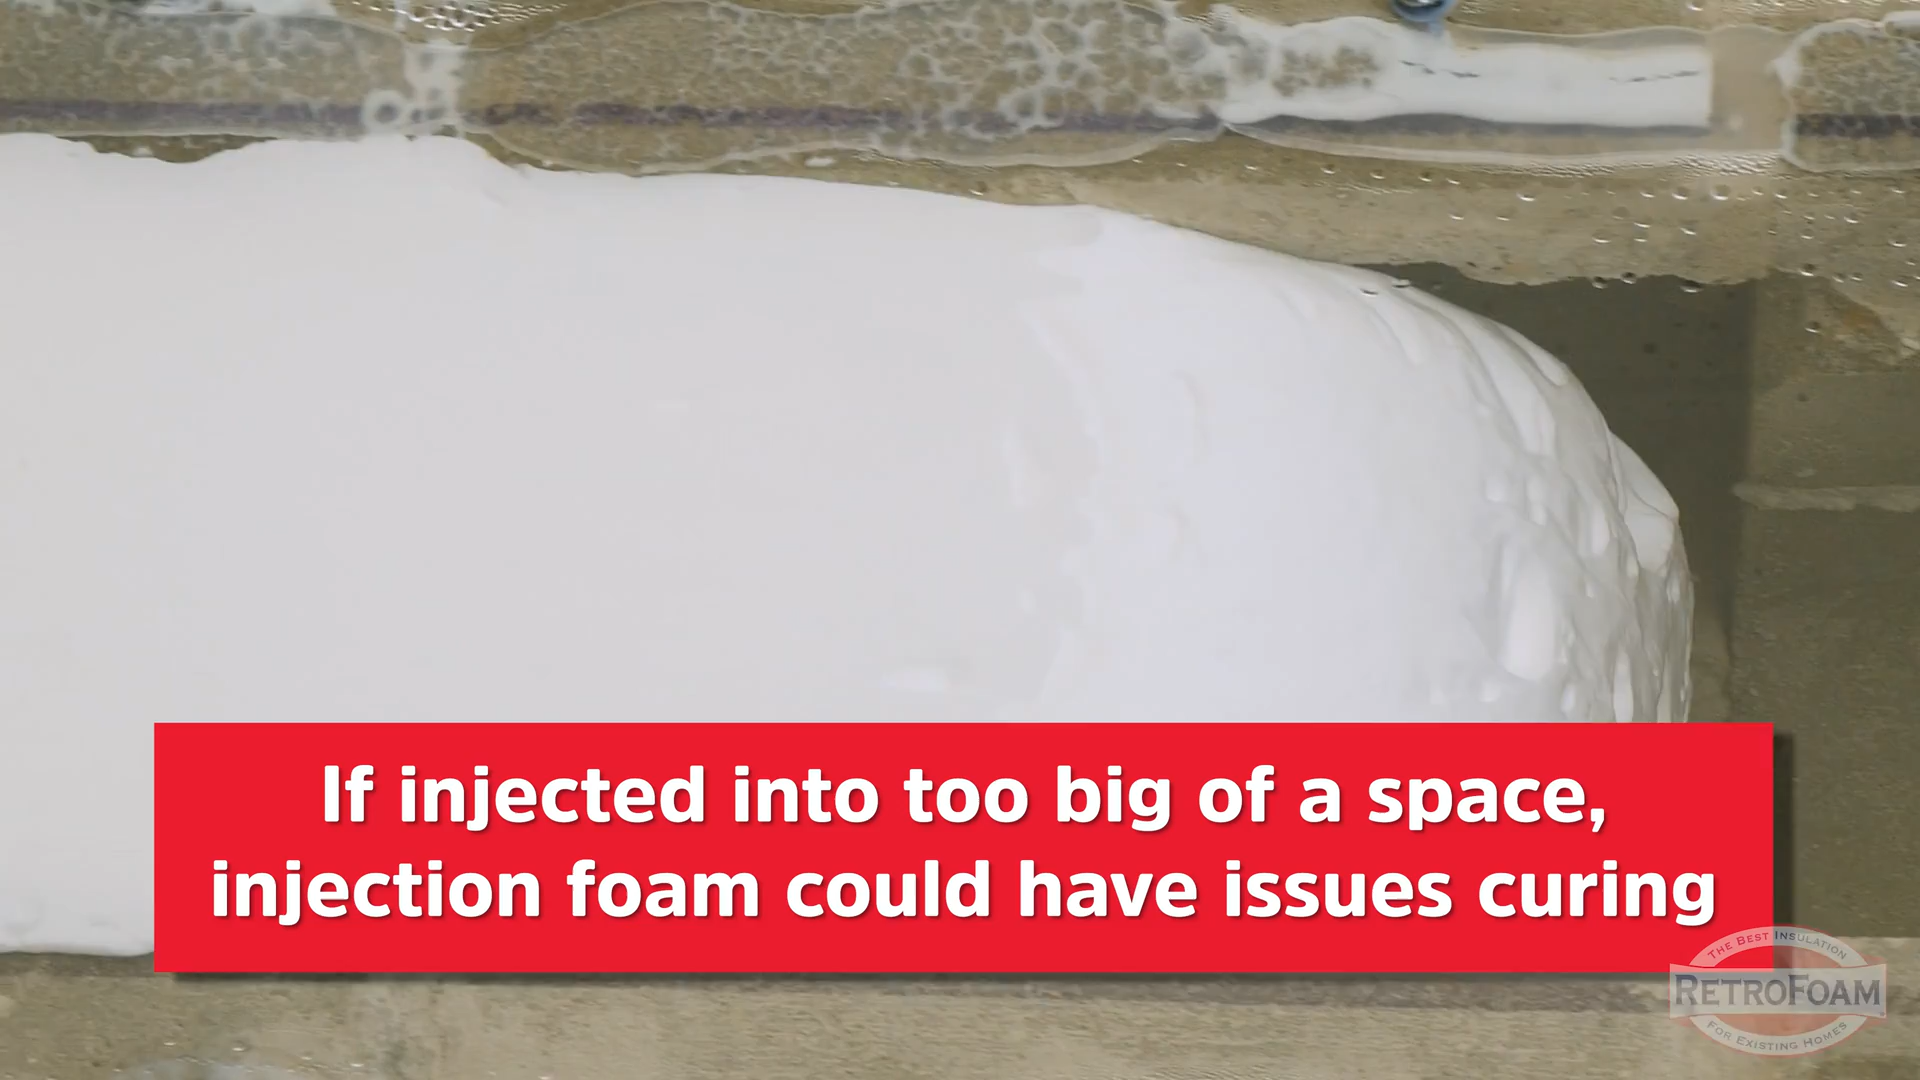 If injected into too big of a space,
injection foam could have issues curing
THE BEST INSULATION
RETROFOAM
FOR EXISTING HOMES